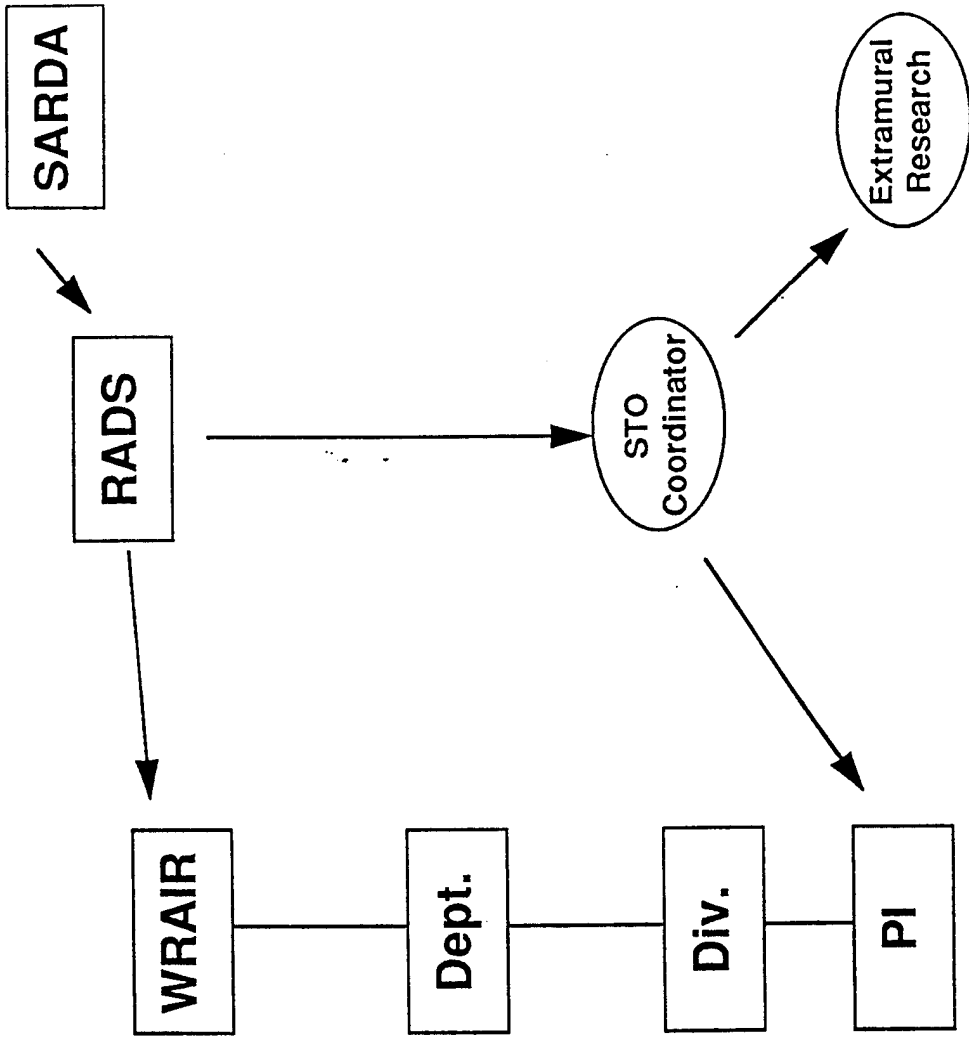 SARDA
RADS
WRAIR
STO
Coordinator
Extramural
Research
Dept.
Div.
PI